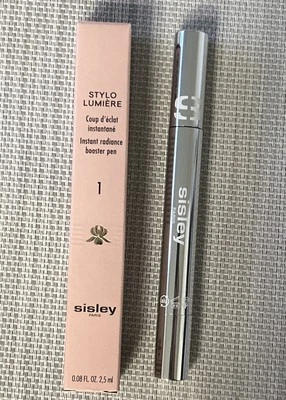 STYLO
LUMIÈRE
Coup d'éclat
instantané
Instant radiance
booster pen
1
sisley
PARIS
0.08 FL. OZ. 2,5 ml
sisley